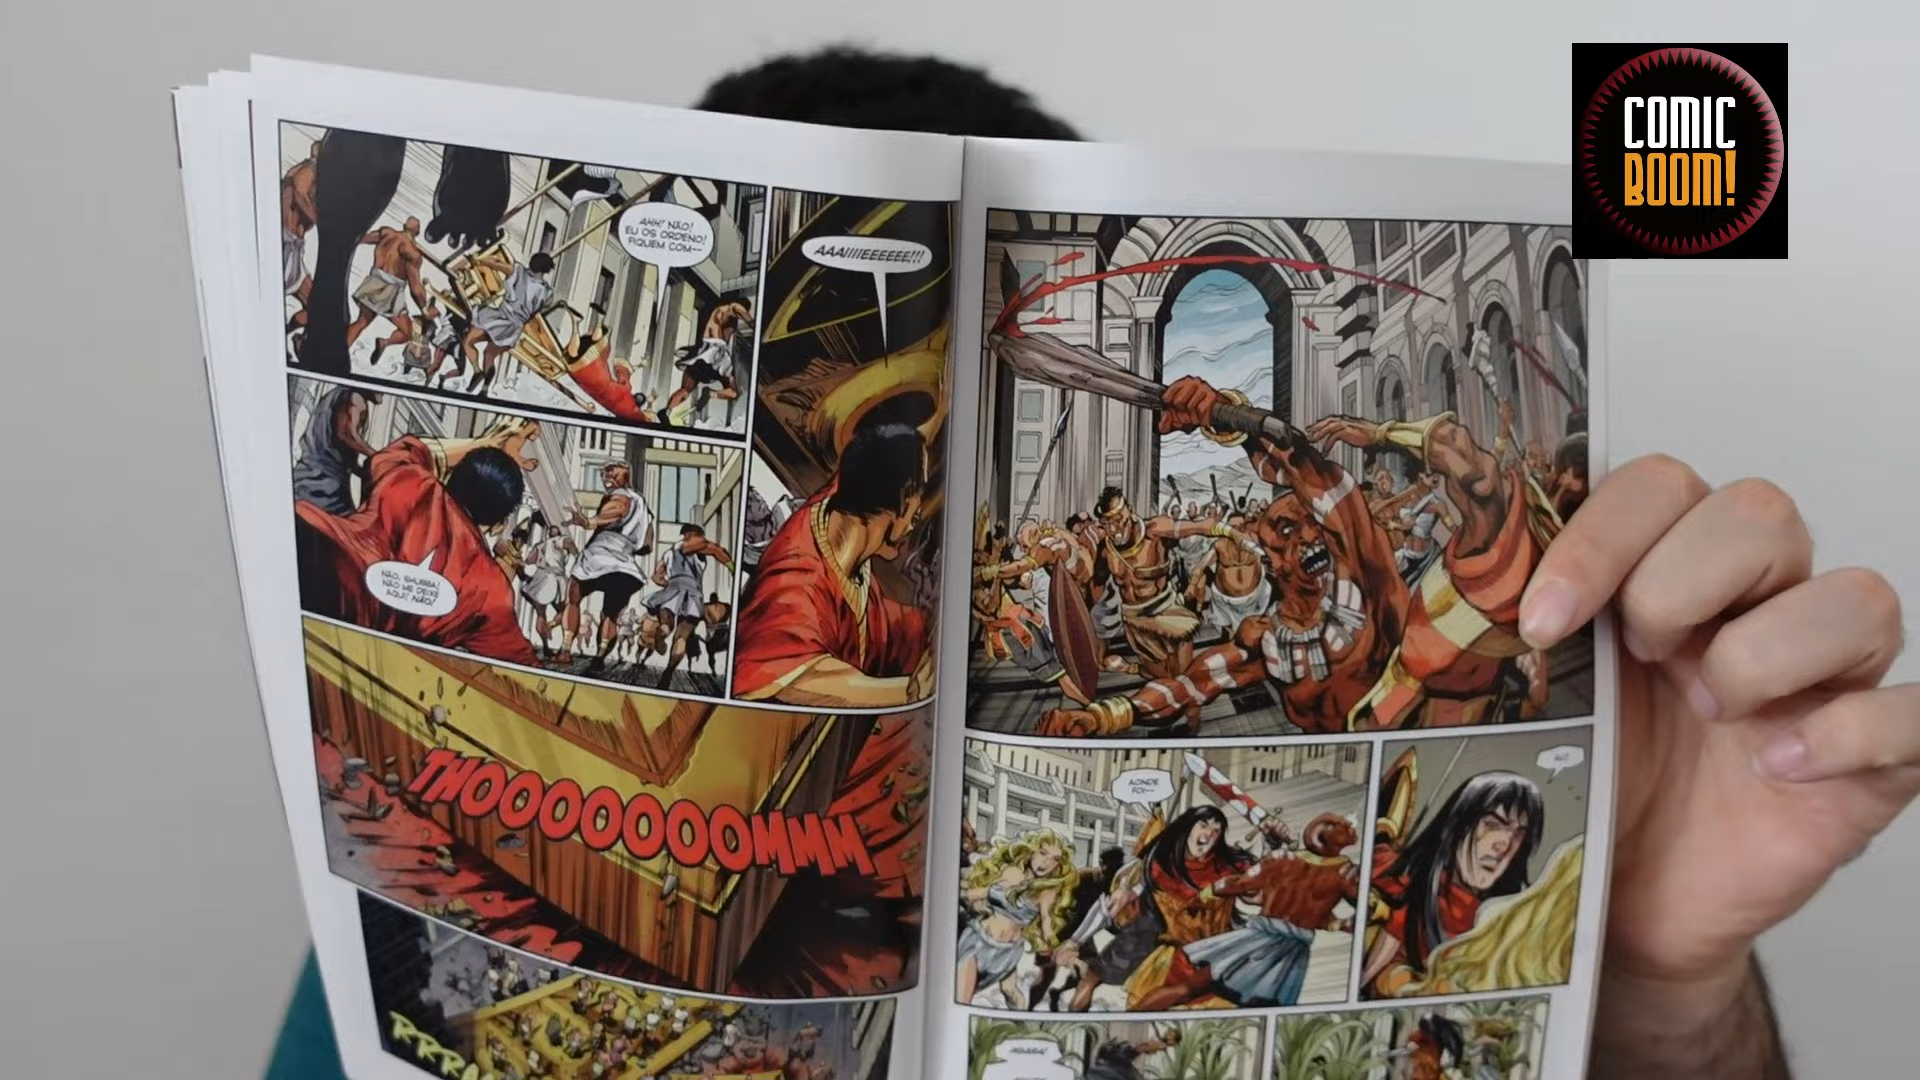 AHH! NÃO!
EU OS ORDENO!
FIQUEM COM--
AAAIIIIEEEEEE!!!
NÃO, SHUBBA!
NÃO ME DEIXE
AQUI! NÃO!
THOOOOOOOOMMM
RRR
AONDE
FOI--
COMIC
BOOM!